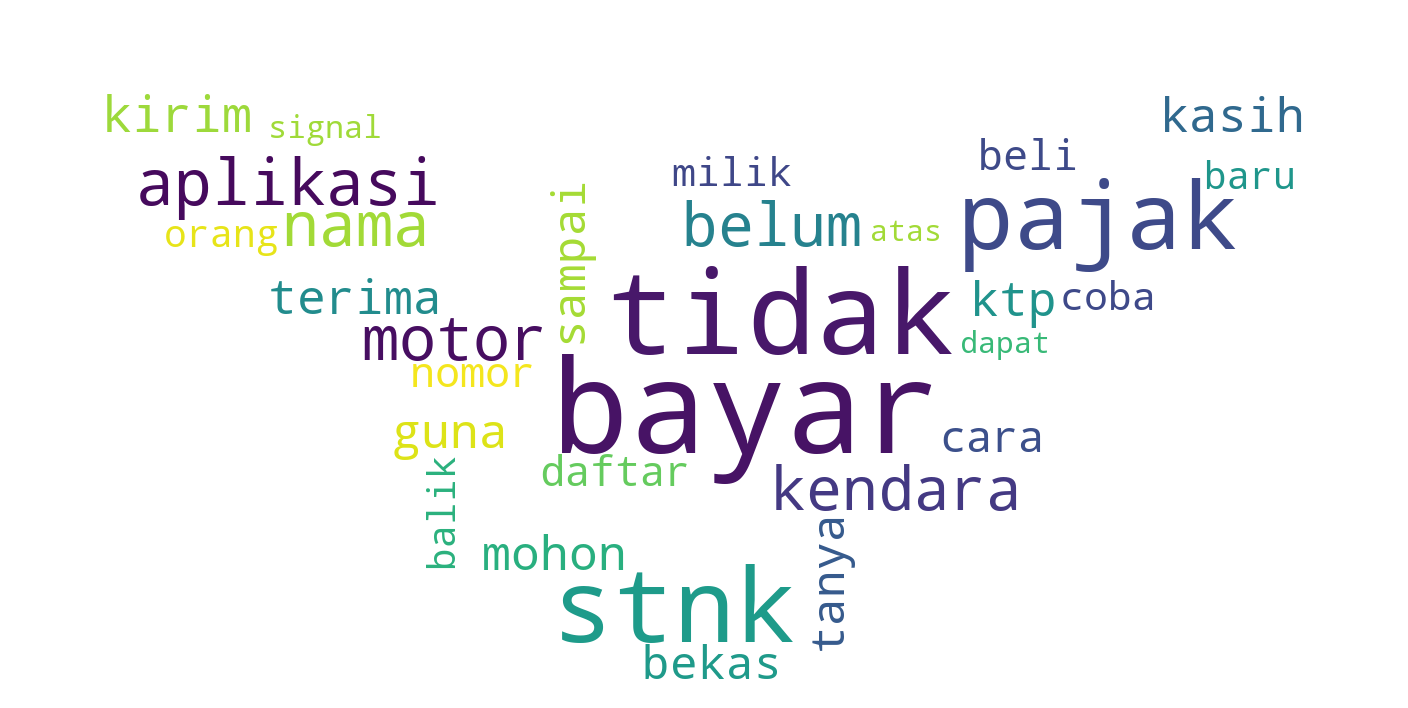 kirim
signal
kasih
aplikasi
milik
beli
baru
orang
nama
sampai
belum
atas
pajak
terima
motor
tidak
ktp
coba
dapat
nomor
bayar
guna
cara
balik
daftar
kendara
mohon
tanya
stnk
bekas